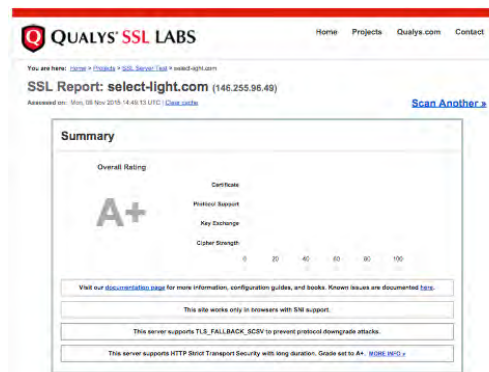 QUALYS' SSL LABS
Home Projects Qualys.com Contact
You are here: Home > Projects > SSL Server Test > select-light.com
SSL Report: select-light.com (146.255.96.49)
Assessed on: Mon, 09 Nov 2015 14:49:13 UTC | Clear cache
Scan Another »
Summary
Overall Rating
A+
Certificate
Protocol Support
Key Exchange
Cipher Strength
0 20 40 60 80 100
Visit our documentation page for more information, configuration guides, and books. Known issues are documented here.
This site works only in browsers with SNI support.
This server supports TLS_FALLBACK_SCSV to prevent protocol downgrade attacks.
This server supports HTTP Strict Transport Security with long duration. Grade set to A+. MORE INFO »